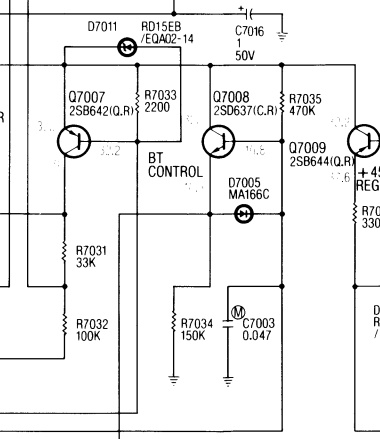 D7011
RD15EB
/EQA02-14
+
C7016
1
50V
Q7007
2SB642(Q.R)
R7033
2200
Q7008
2SD637(C.R)
R7035
470K
R
BT
CONTROL
Q7009
2SB644(Q.R)
D7005
MA166C
REG
R7031
33K
R7032
100K
R7034
150K
M
C7003
0.047
330
D
R
/